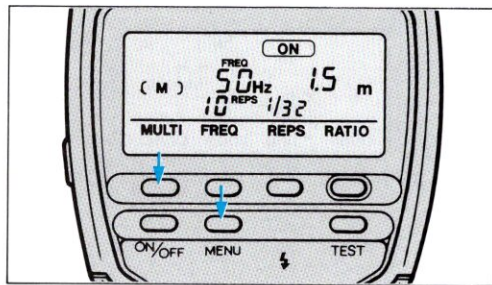 ON
FREQ
( M ) 50Hz 1.5 m
10 REPS 1/32
MULTI FREQ REPS RATIO
ON/OFF MENU TEST